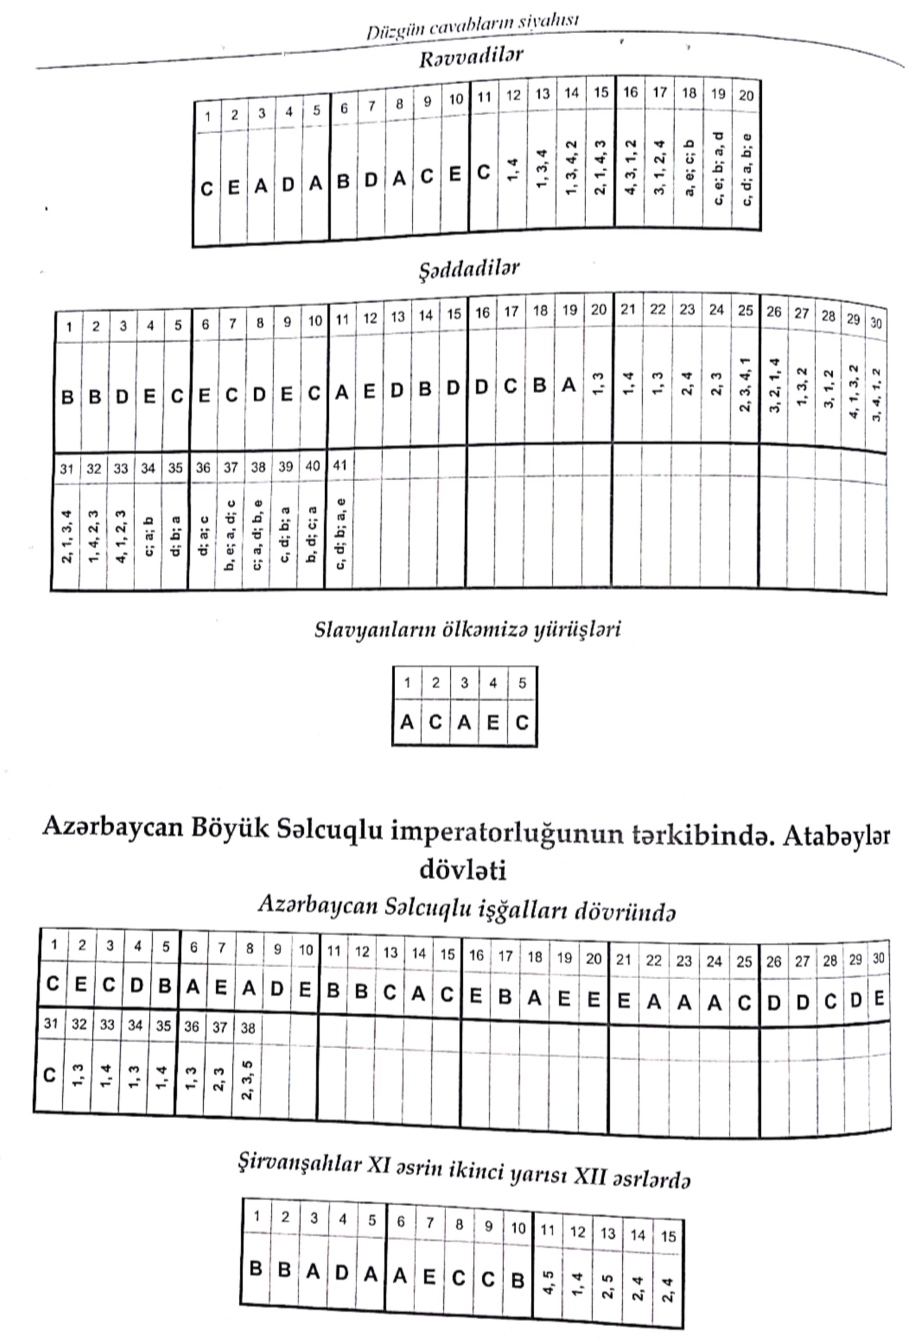 Düzgün cavabların siyahısı
Rəvvadilər
1 2 3 4 5 6 7 8 9 10 11 12 13 14 15 16 17 18 19 20
C E A D A B D A C E C 1, 4 1, 3, 4 1, 3, 4, 2 2, 1, 4, 3 4, 3, 1, 2 3, 1, 2, 4 a, e; c; b c, e; b; a, d c, d; a, b; e
Şəddadilər
1 2 3 4 5 6 7 8 9 10 11 12 13 14 15 16 17 18 19 20 21 22 23 24 25 26 27 28 29 30
B B D E C E C D E C A E D B D D C B A 1, 3 1, 4 1, 3 2, 4 2, 3 2, 3, 4, 1 3, 2, 1, 4 1, 3, 2 3, 1, 2 4, 1, 3, 2 3, 4, 1, 2
31 32 33 34 35 36 37 38 39 40 41
2, 1, 3, 4 1, 4, 2, 3 4, 1, 2, 3 c; a; b d; b; a d; a; c b, e; a, d; c c; a, d; b, e c, d; b; a b, d; c; a c, d; b; a, e
Slavyanların ölkəmizə yürüşləri
1 2 3 4 5
A C A E C
Azərbaycan Böyük Səlcuqlu imperatorluğunun tərkibində. Atabəylər
dövləti
Azərbaycan Səlcuqlu işğalları dövründə
1 2 3 4 5 6 7 8 9 10 11 12 13 14 15 16 17 18 19 20 21 22 23 24 25 26 27 28 29 30
C E C D B A E A D E B B C A C E B A E E E A A A C D D C D E
31 32 33 34 35 36 37 38
C 1, 3 1, 4 1, 3 1, 4 1, 3 2, 3 2, 3, 5
Şirvanşahlar XI əsrin ikinci yarısı XII əsrlərdə
1 2 3 4 5 6 7 8 9 10 11 12 13 14 15
B B A D A A E C C B 4, 5 1, 4 2, 5 2, 4 2, 4